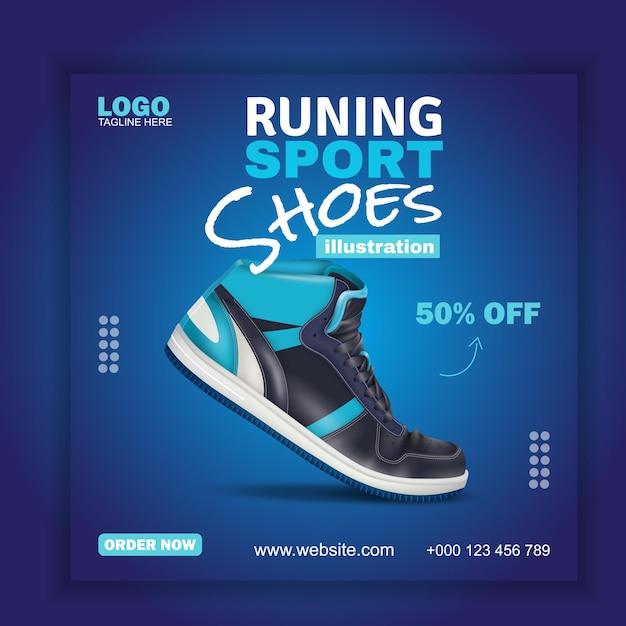 LOGO
TAGLINE HERE
RUNING
SPORT
SHOES
illustration
50% OFF
ORDER NOW
www.website.com
+000 123 456 789